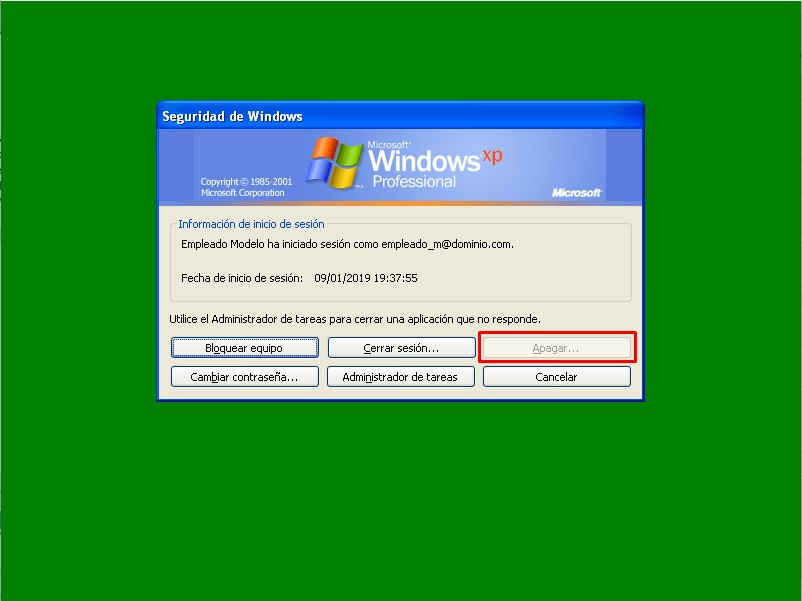 Seguridad de Windows
Microsoft®
Windows xp
Professional
Copyright © 1985-2001
Microsoft Corporation
Microsoft
Información de inicio de sesión
Empleado Modelo ha iniciado sesión como empleado_m@dominio.com.
Fecha de inicio de sesión: 09/01/2019 19:37:55
Utilice el Administrador de tareas para cerrar una aplicación que no responde.
Bloquear equipo
Cerrar sesión...
Apagar...
Cambiar contraseña...
Administrador de tareas
Cancelar